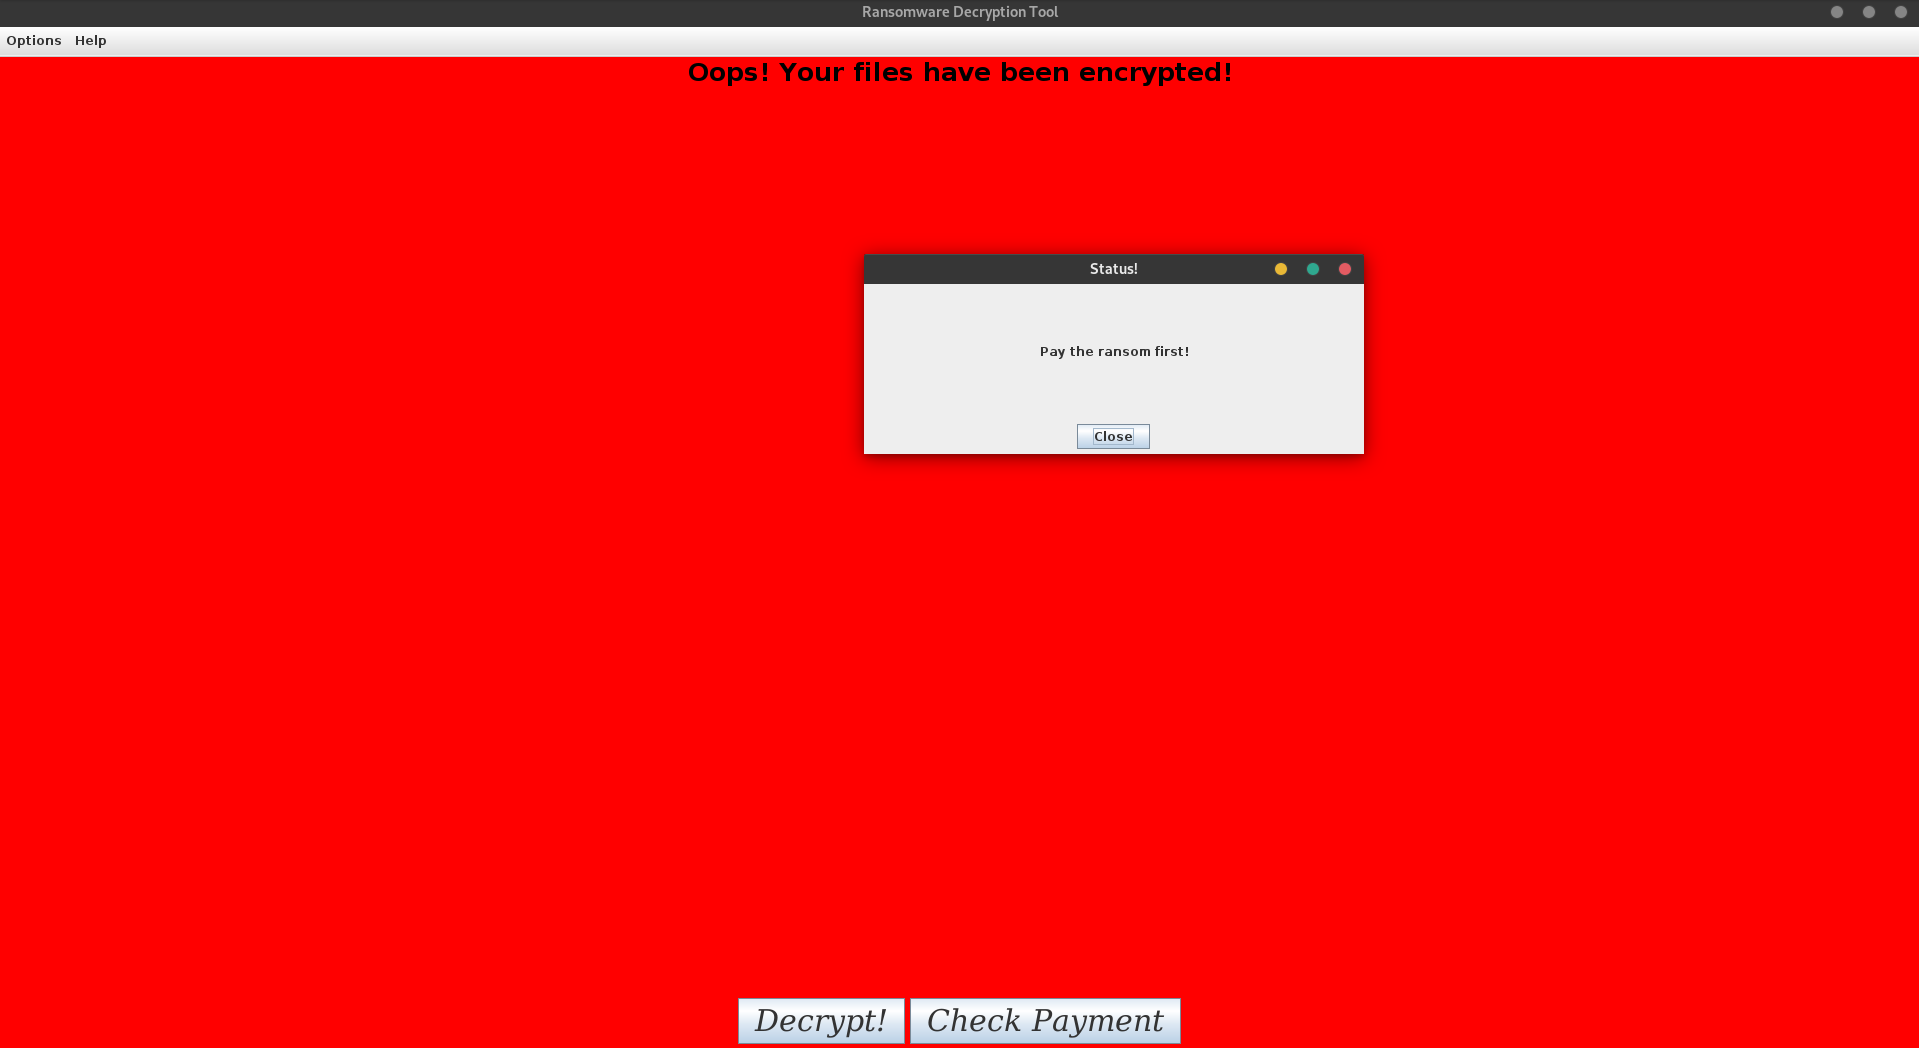 Ransomware Decryption Tool
Options Help
Oops! Your files have been encrypted!
Status!
Pay the ransom first!
Close
Decrypt! Check Payment